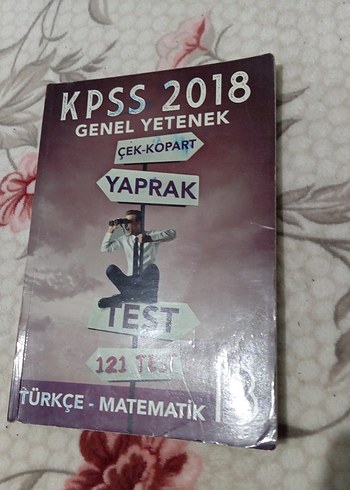 KPSS 2018
GENEL YETENEK
ÇEK-KOPART
YAPRAK
TEST
121 TEST
TÜRKÇE - MATEMATİK